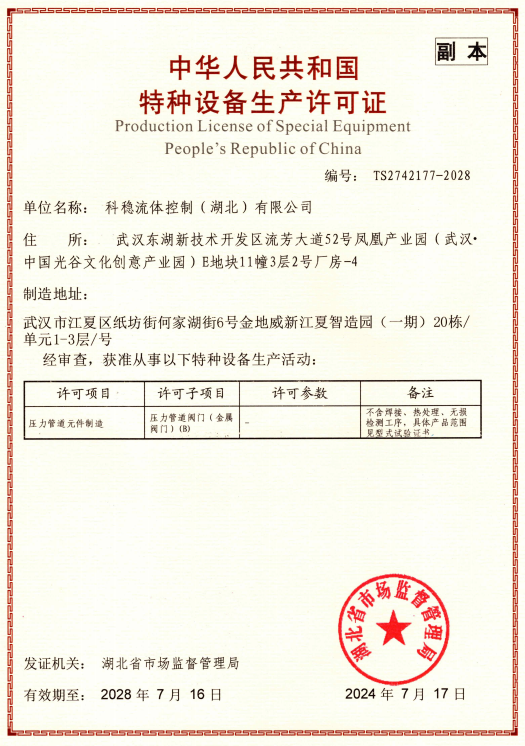 副 本
中华人民共和国
特种设备生产许可证
Production License of Special Equipment
People's Republic of China
编号： TS2742177-2028
单位名称： 科稳流体控制（湖北）有限公司
住 所： 武汉东湖新技术开发区流芳大道52号凤凰产业园（武汉·
中国光谷文化创意产业园）E地块11幢3层2号厂房-4
制造地址：
武汉市江夏区纸坊街何家湖街6号金地威新江夏智造园（一期）20栋/
单元1-3层/号
经审查，获准从事以下特种设备生产活动：
许可项目 许可子项目 许可参数 备注
压力管道元件制造
压力管道阀门（金属
阀门）(B)
-
不含焊接、热处理、无损
检测工序，具体产品范围
见型式试验证书.
湖北省市场监督管理局
发证机关： 湖北省市场监督管理局
有效期至： 2028 年 7 月 16 日
2024 年 7 月 17 日